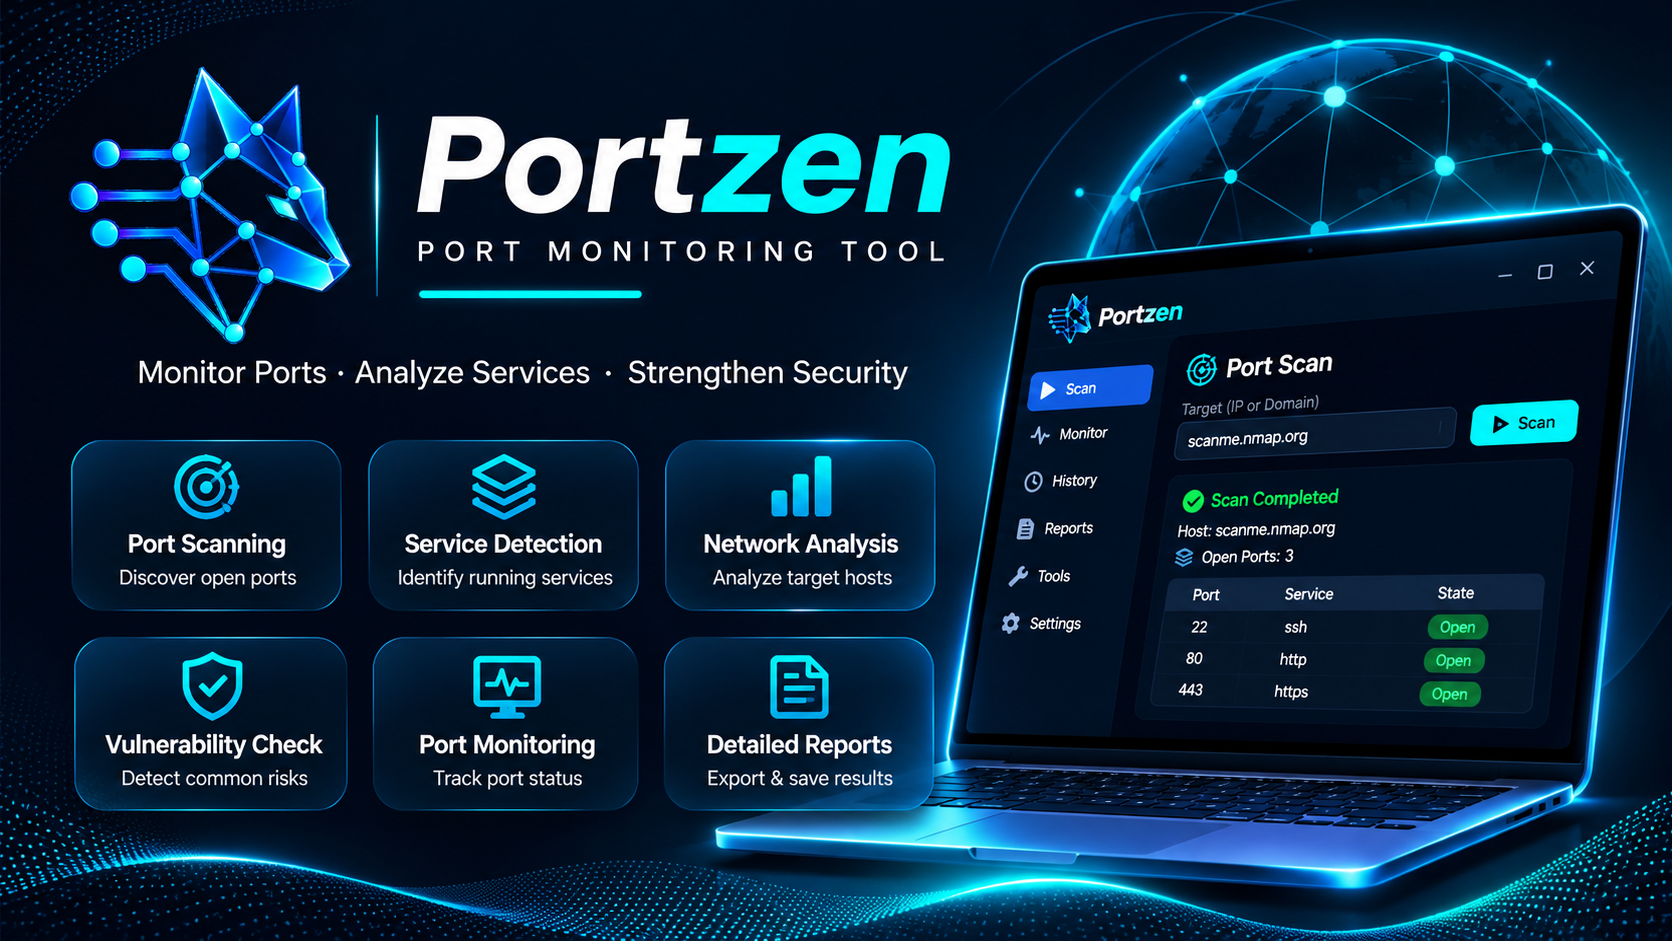 Portzen
PORT MONITORING TOOL
Monitor Ports · Analyze Services · Strengthen Security
Port Scanning
Discover open ports
Service Detection
Identify running services
Network Analysis
Analyze target hosts
Vulnerability Check
Detect common risks
Port Monitoring
Track port status
Detailed Reports
Export & save results
Portzen
Scan
Monitor
History
Reports
Tools
Settings
Port Scan
Target (IP or Domain)
scanme.nmap.org
Scan
Scan Completed
Host: scanme.nmap.org
Open Ports: 3
Port Service State
22 ssh Open
80 http Open
443 https Open